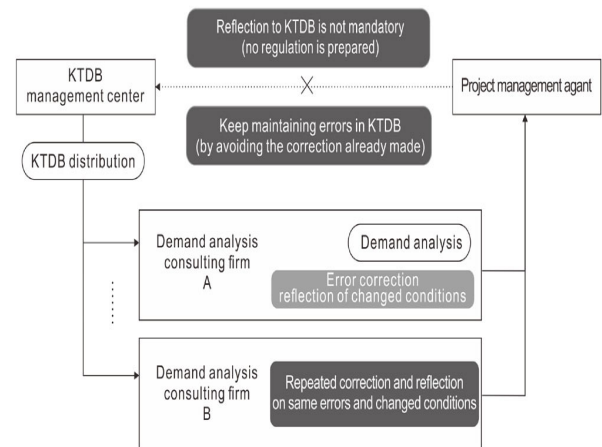 Reflection to KTDB is not mandatory
(no regulation is prepared)
KTDB
management center
Project management agant
Keep maintaining errors in KTDB
(by avoiding the correction already made)
KTDB distribution
Demand analysis
consulting firm
A
Demand analysis
Error correction
reflection of changed conditions
Demand analysis
consulting firm
B
Repeated correction and reflection
on same errors and changed conditions